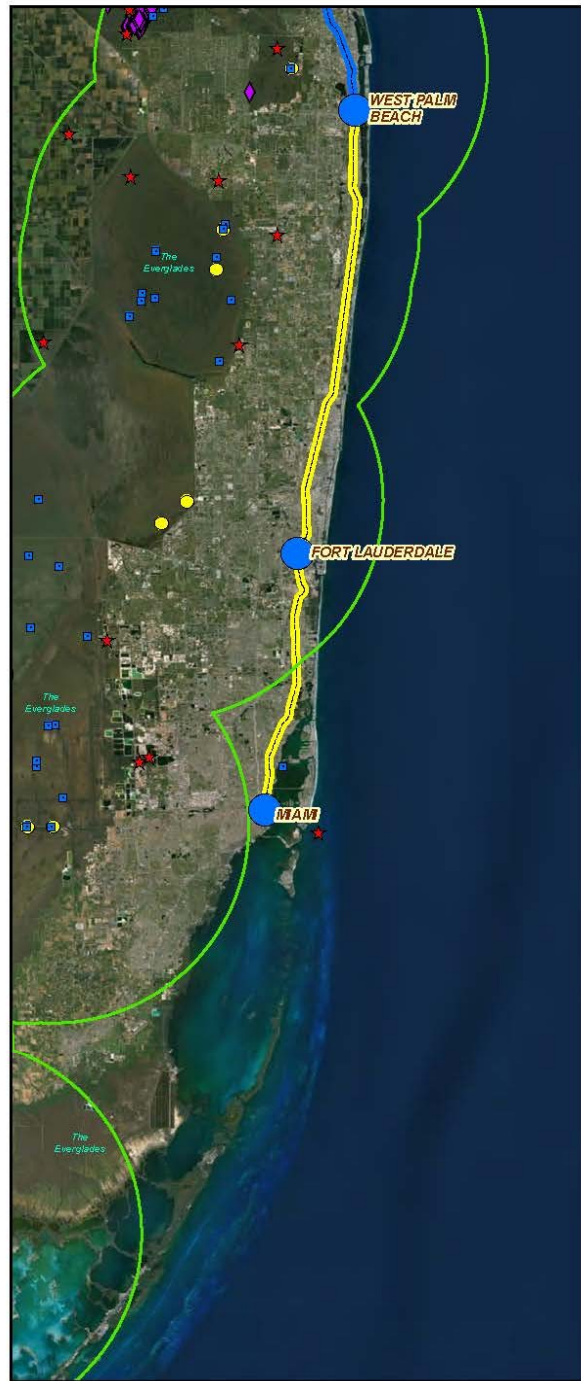 WEST PALM
BEACH
The
Everglades
FORT LAUDERDALE
The
Everglades
MIAMI
The
Everglades